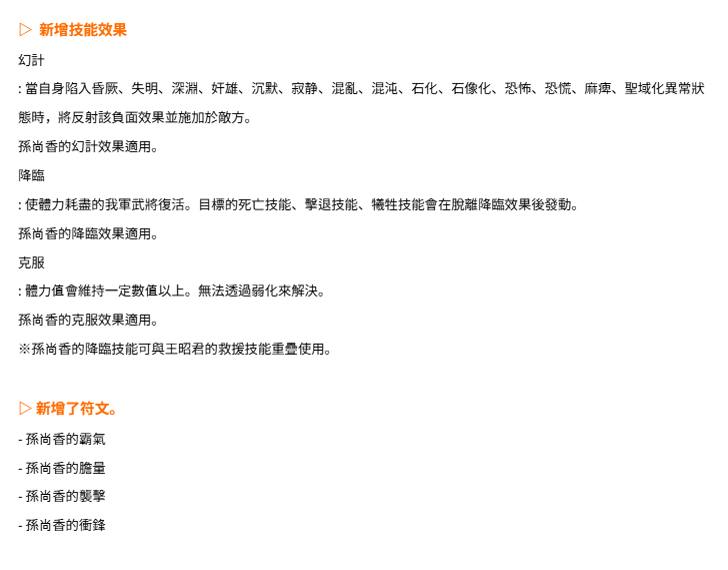 ▷ 新增技能效果
幻計
: 當自身陷入昏厥、失明、深淵、奸雄、沉默、寂静、混亂、混沌、石化、石像化、恐怖、恐慌、麻痺、聖域化異常狀
態時，將反射該負面效果並施加於敵方。
孫尚香的幻計效果適用。
降臨
: 使體力耗盡的我軍武將復活。目標的死亡技能、擊退技能、犧牲技能會在脫離降臨效果後發動。
孫尚香的降臨效果適用。
克服
: 體力值會維持一定數值以上。無法透過弱化來解決。
孫尚香的克服效果適用。
※孫尚香的降臨技能可與王昭君的救援技能重疊使用。
▷ 新增了符文。
- 孫尚香的霸氣
- 孫尚香的膽量
- 孫尚香的襲擊
- 孫尚香的衝鋒